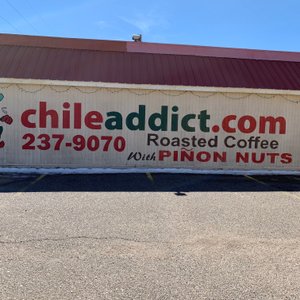 chileaddict.com
237-9070 Roasted Coffee
With PIÑON NUTS